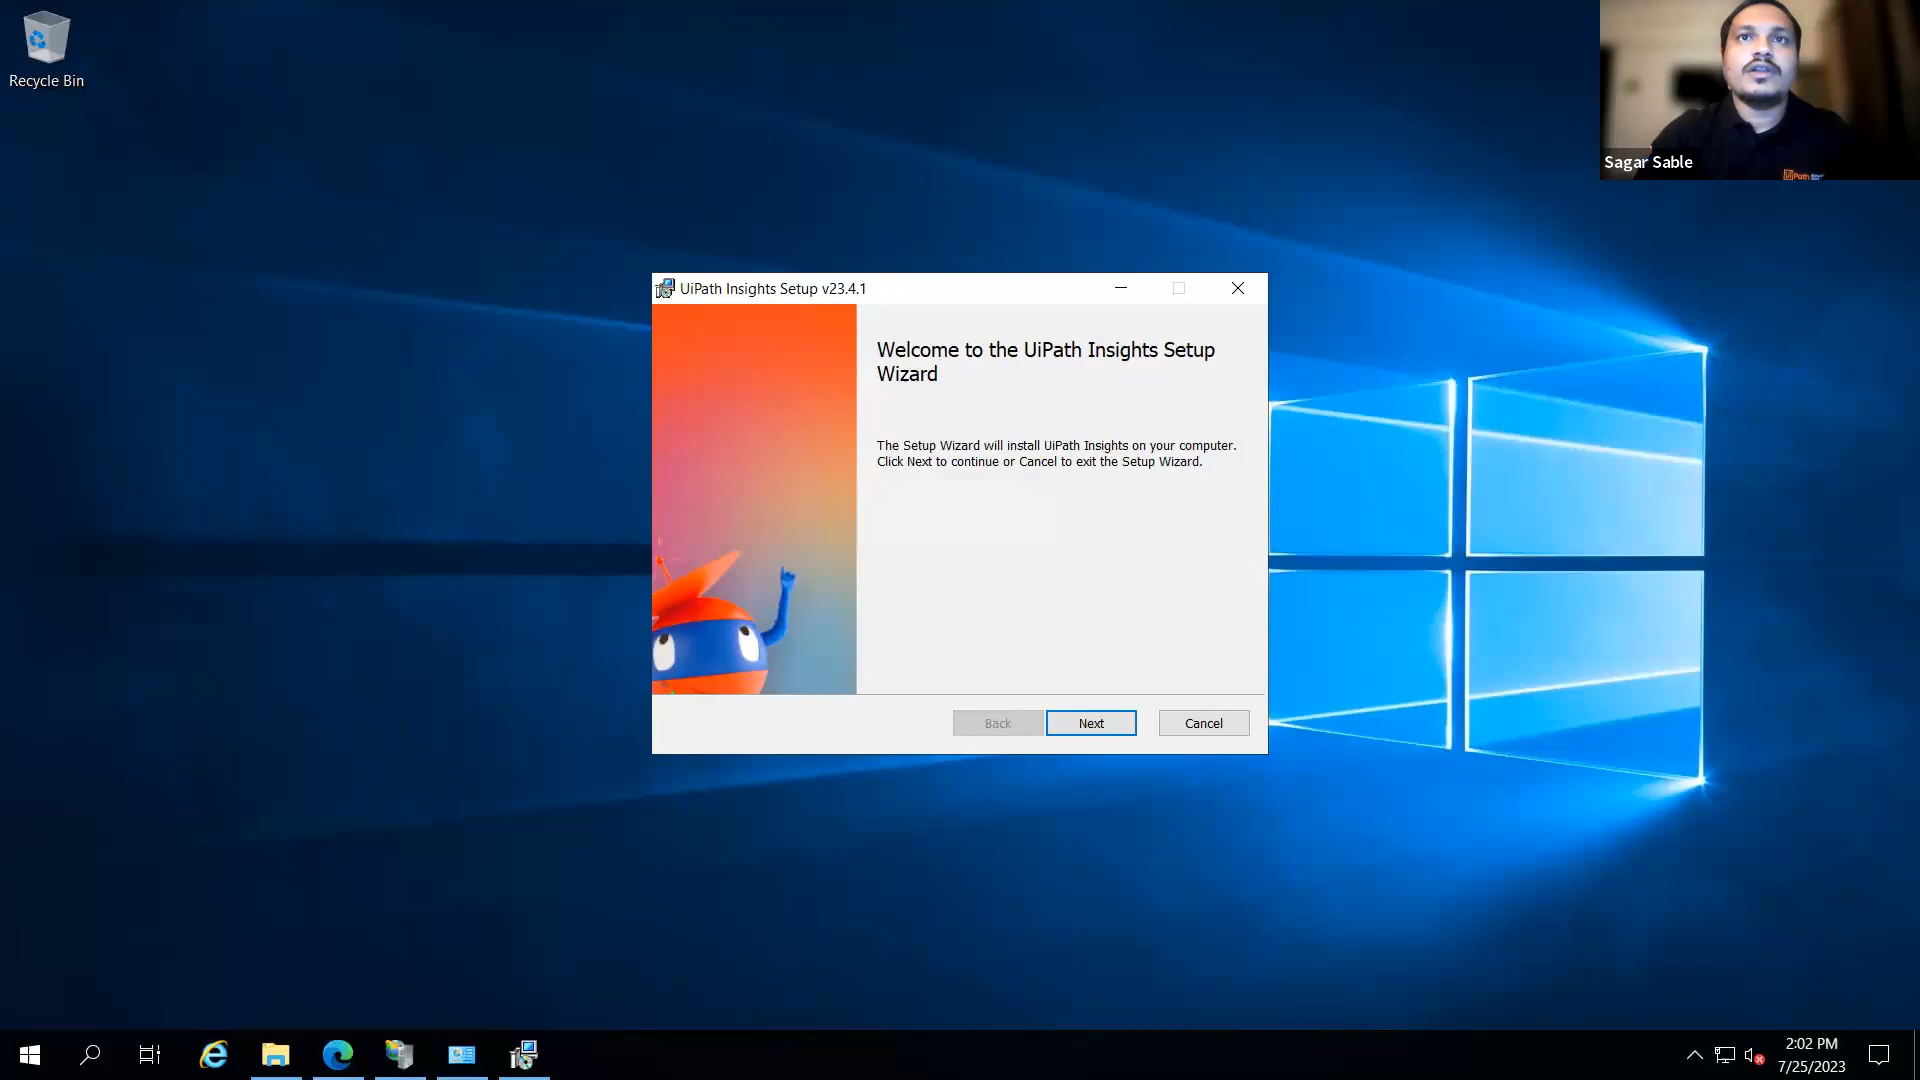 Recycle Bin
Sagar Sable
UiPath
UiPath Insights Setup v23.4.1
Welcome to the UiPath Insights Setup
Wizard
The Setup Wizard will install UiPath Insights on your computer.
Click Next to continue or Cancel to exit the Setup Wizard.
Back
Next
Cancel
2:02 PM
7/25/2023